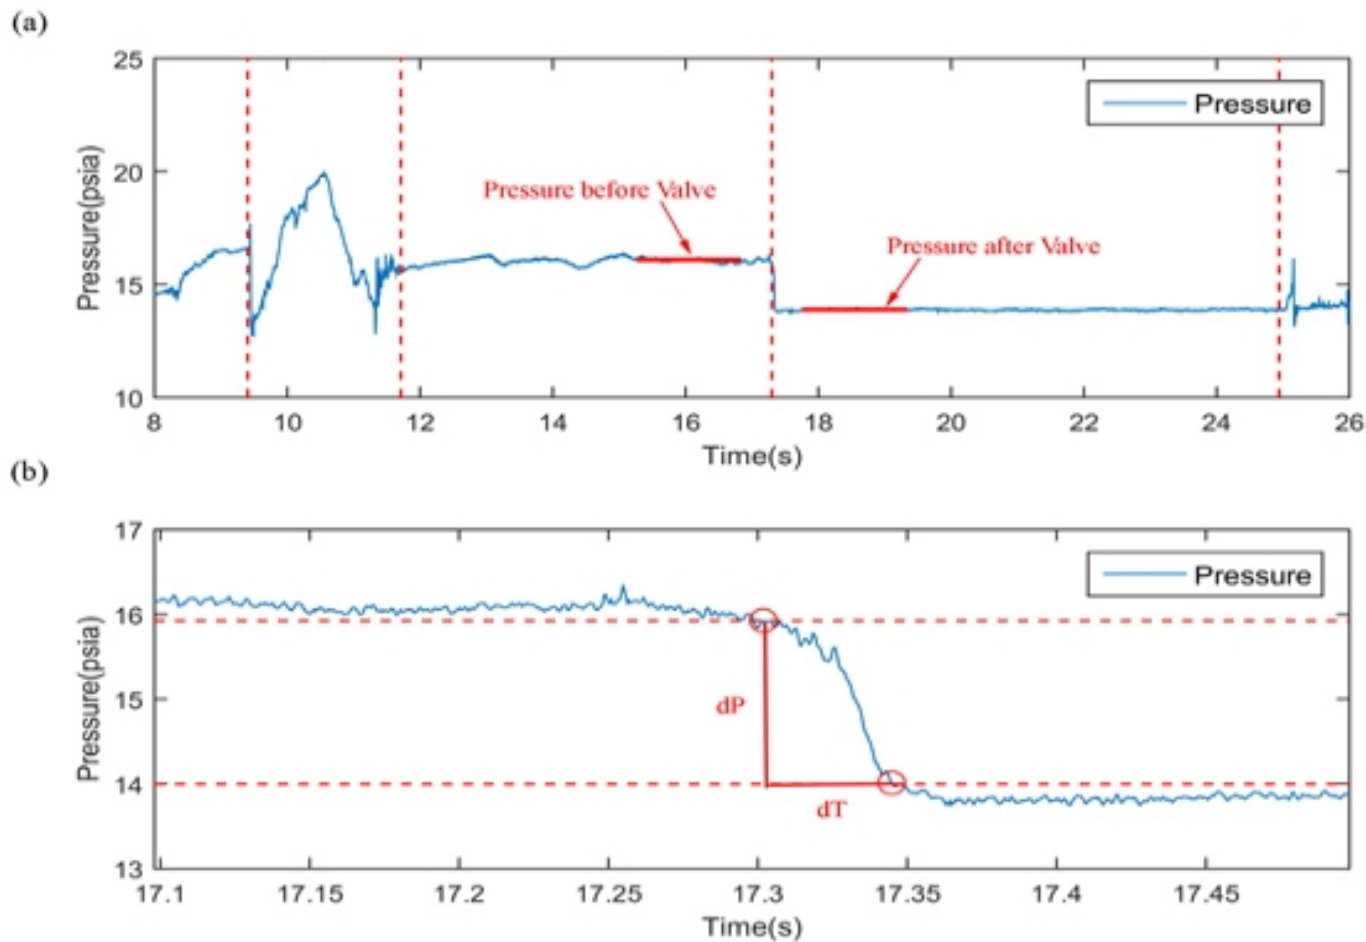 (a)
25
20
15
10
Pressure(psia)
Pressure
Pressure before Valve
Pressure after Valve
8 10 12 14 16 18 20 22 24 26
Time(s)
(b)
17
16
15
14
13
Pressure(psia)
Pressure
dP
dT
17.1 17.15 17.2 17.25 17.3 17.35 17.4 17.45
Time(s)